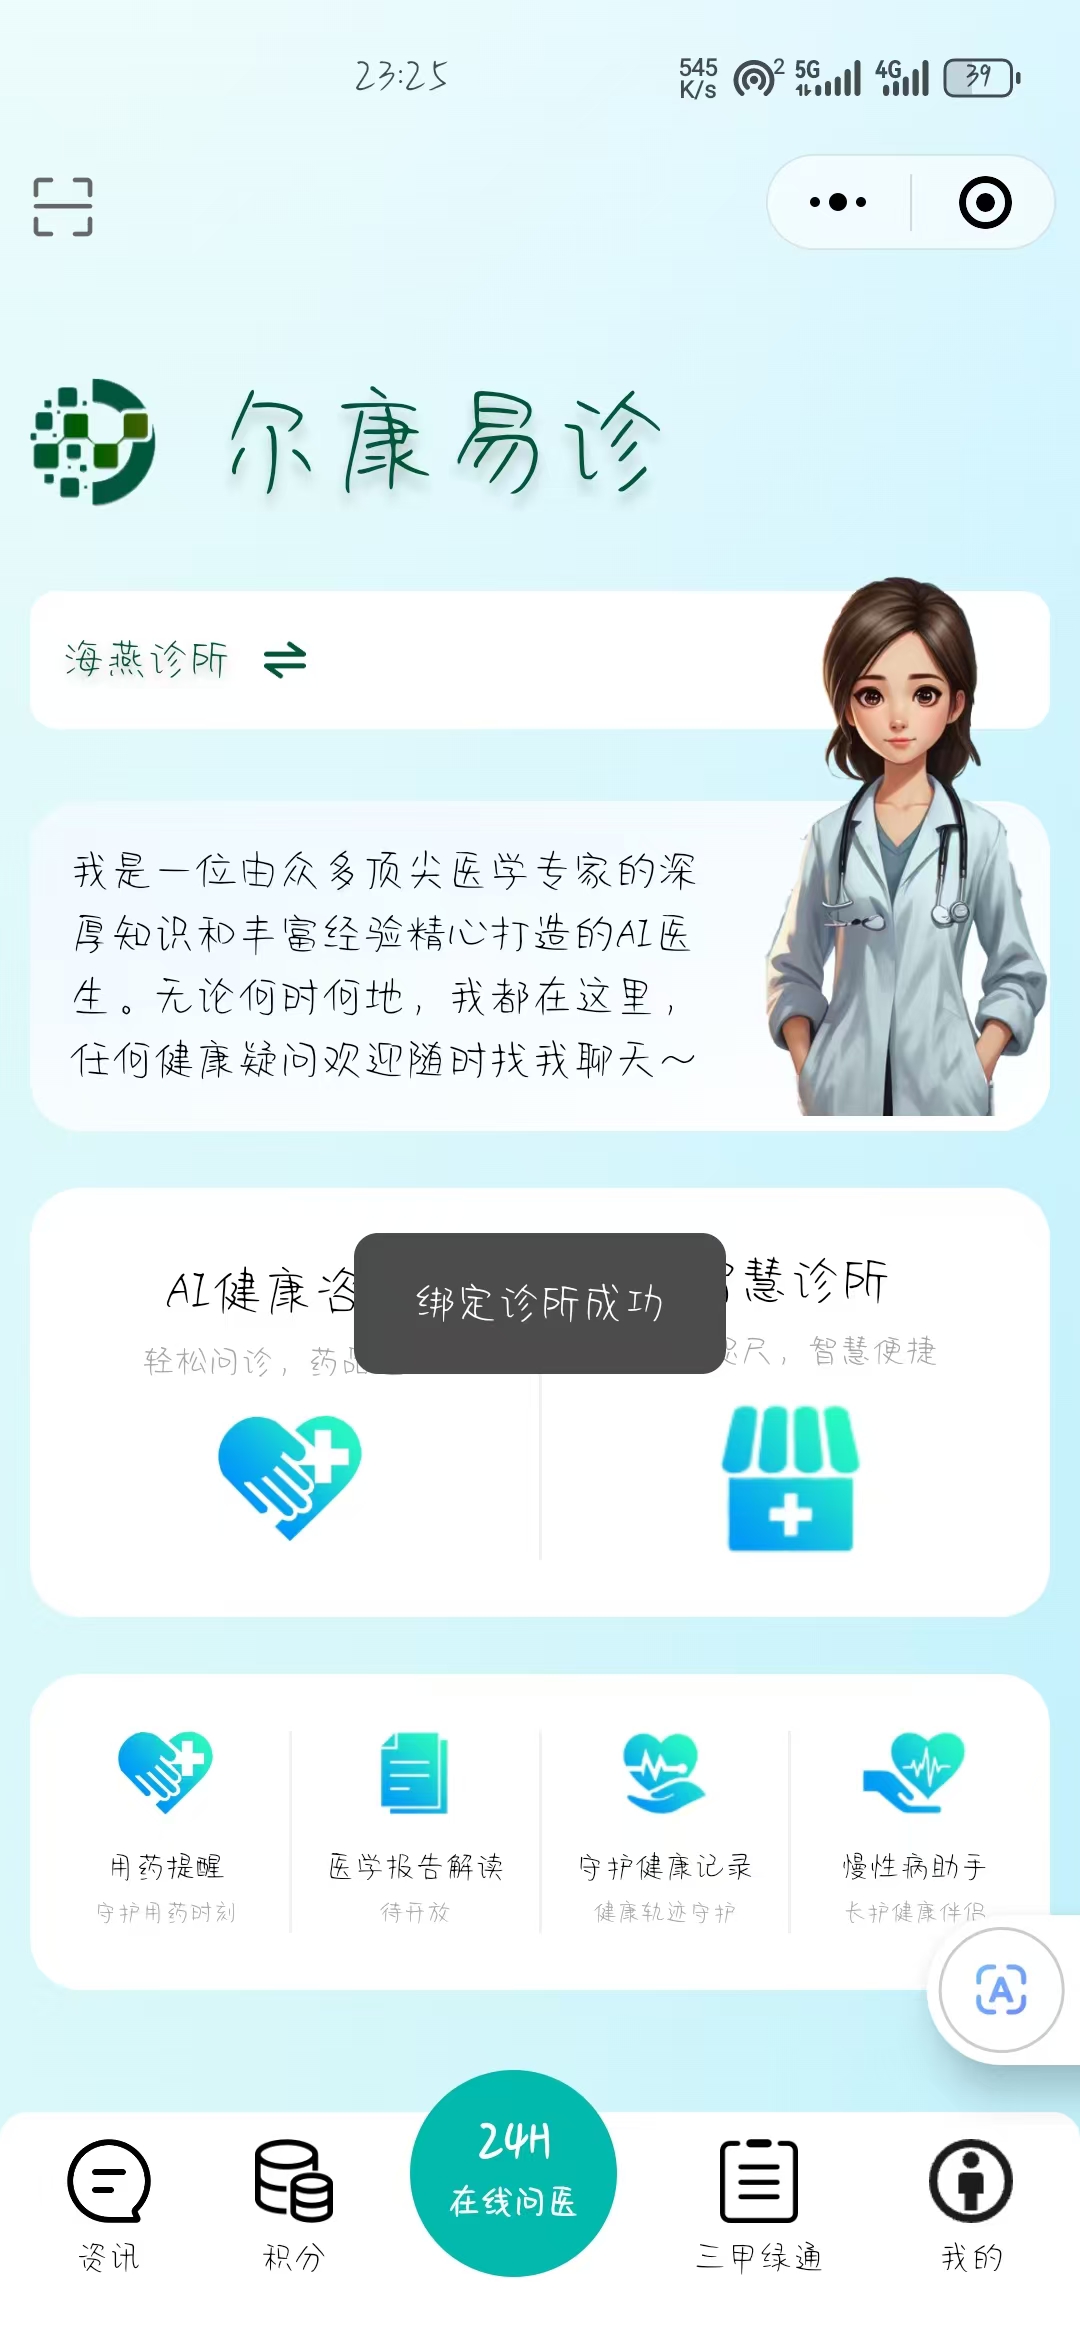 23:25
545
K/s
2
5G
4G
39
尔康易诊
海燕诊所
我是一位由众多顶尖医学专家的深
厚知识和丰富经验精心打造的AI医
生。无论何时何地，我都在这里，
任何健康疑问欢迎随时找我聊天～
AI健康咨
慧诊所
绑定诊所成功
轻松问诊，药品
尺，智慧便捷
用药提醒
医学报告解读
守护健康记录
慢性病助手
守护用药时刻
待开放
健康轨迹守护
长护健康伴侣
A
24H
在线问医
资讯
积分
三甲绿通
我的